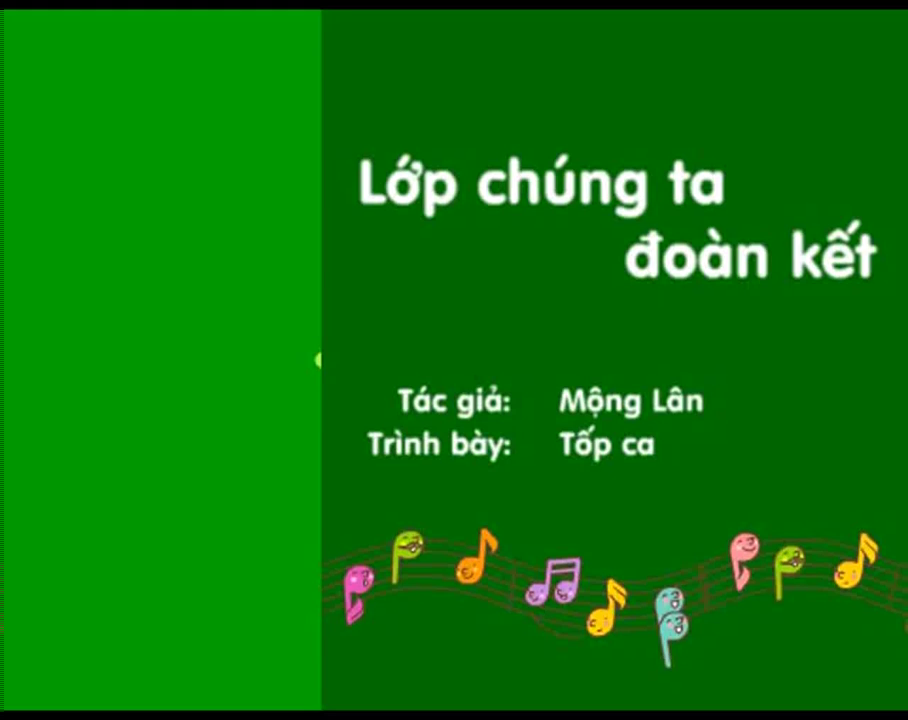 Lớp chúng ta
đoàn kết
Tác giả: Mộng Lân
Trình bày: Tốp ca